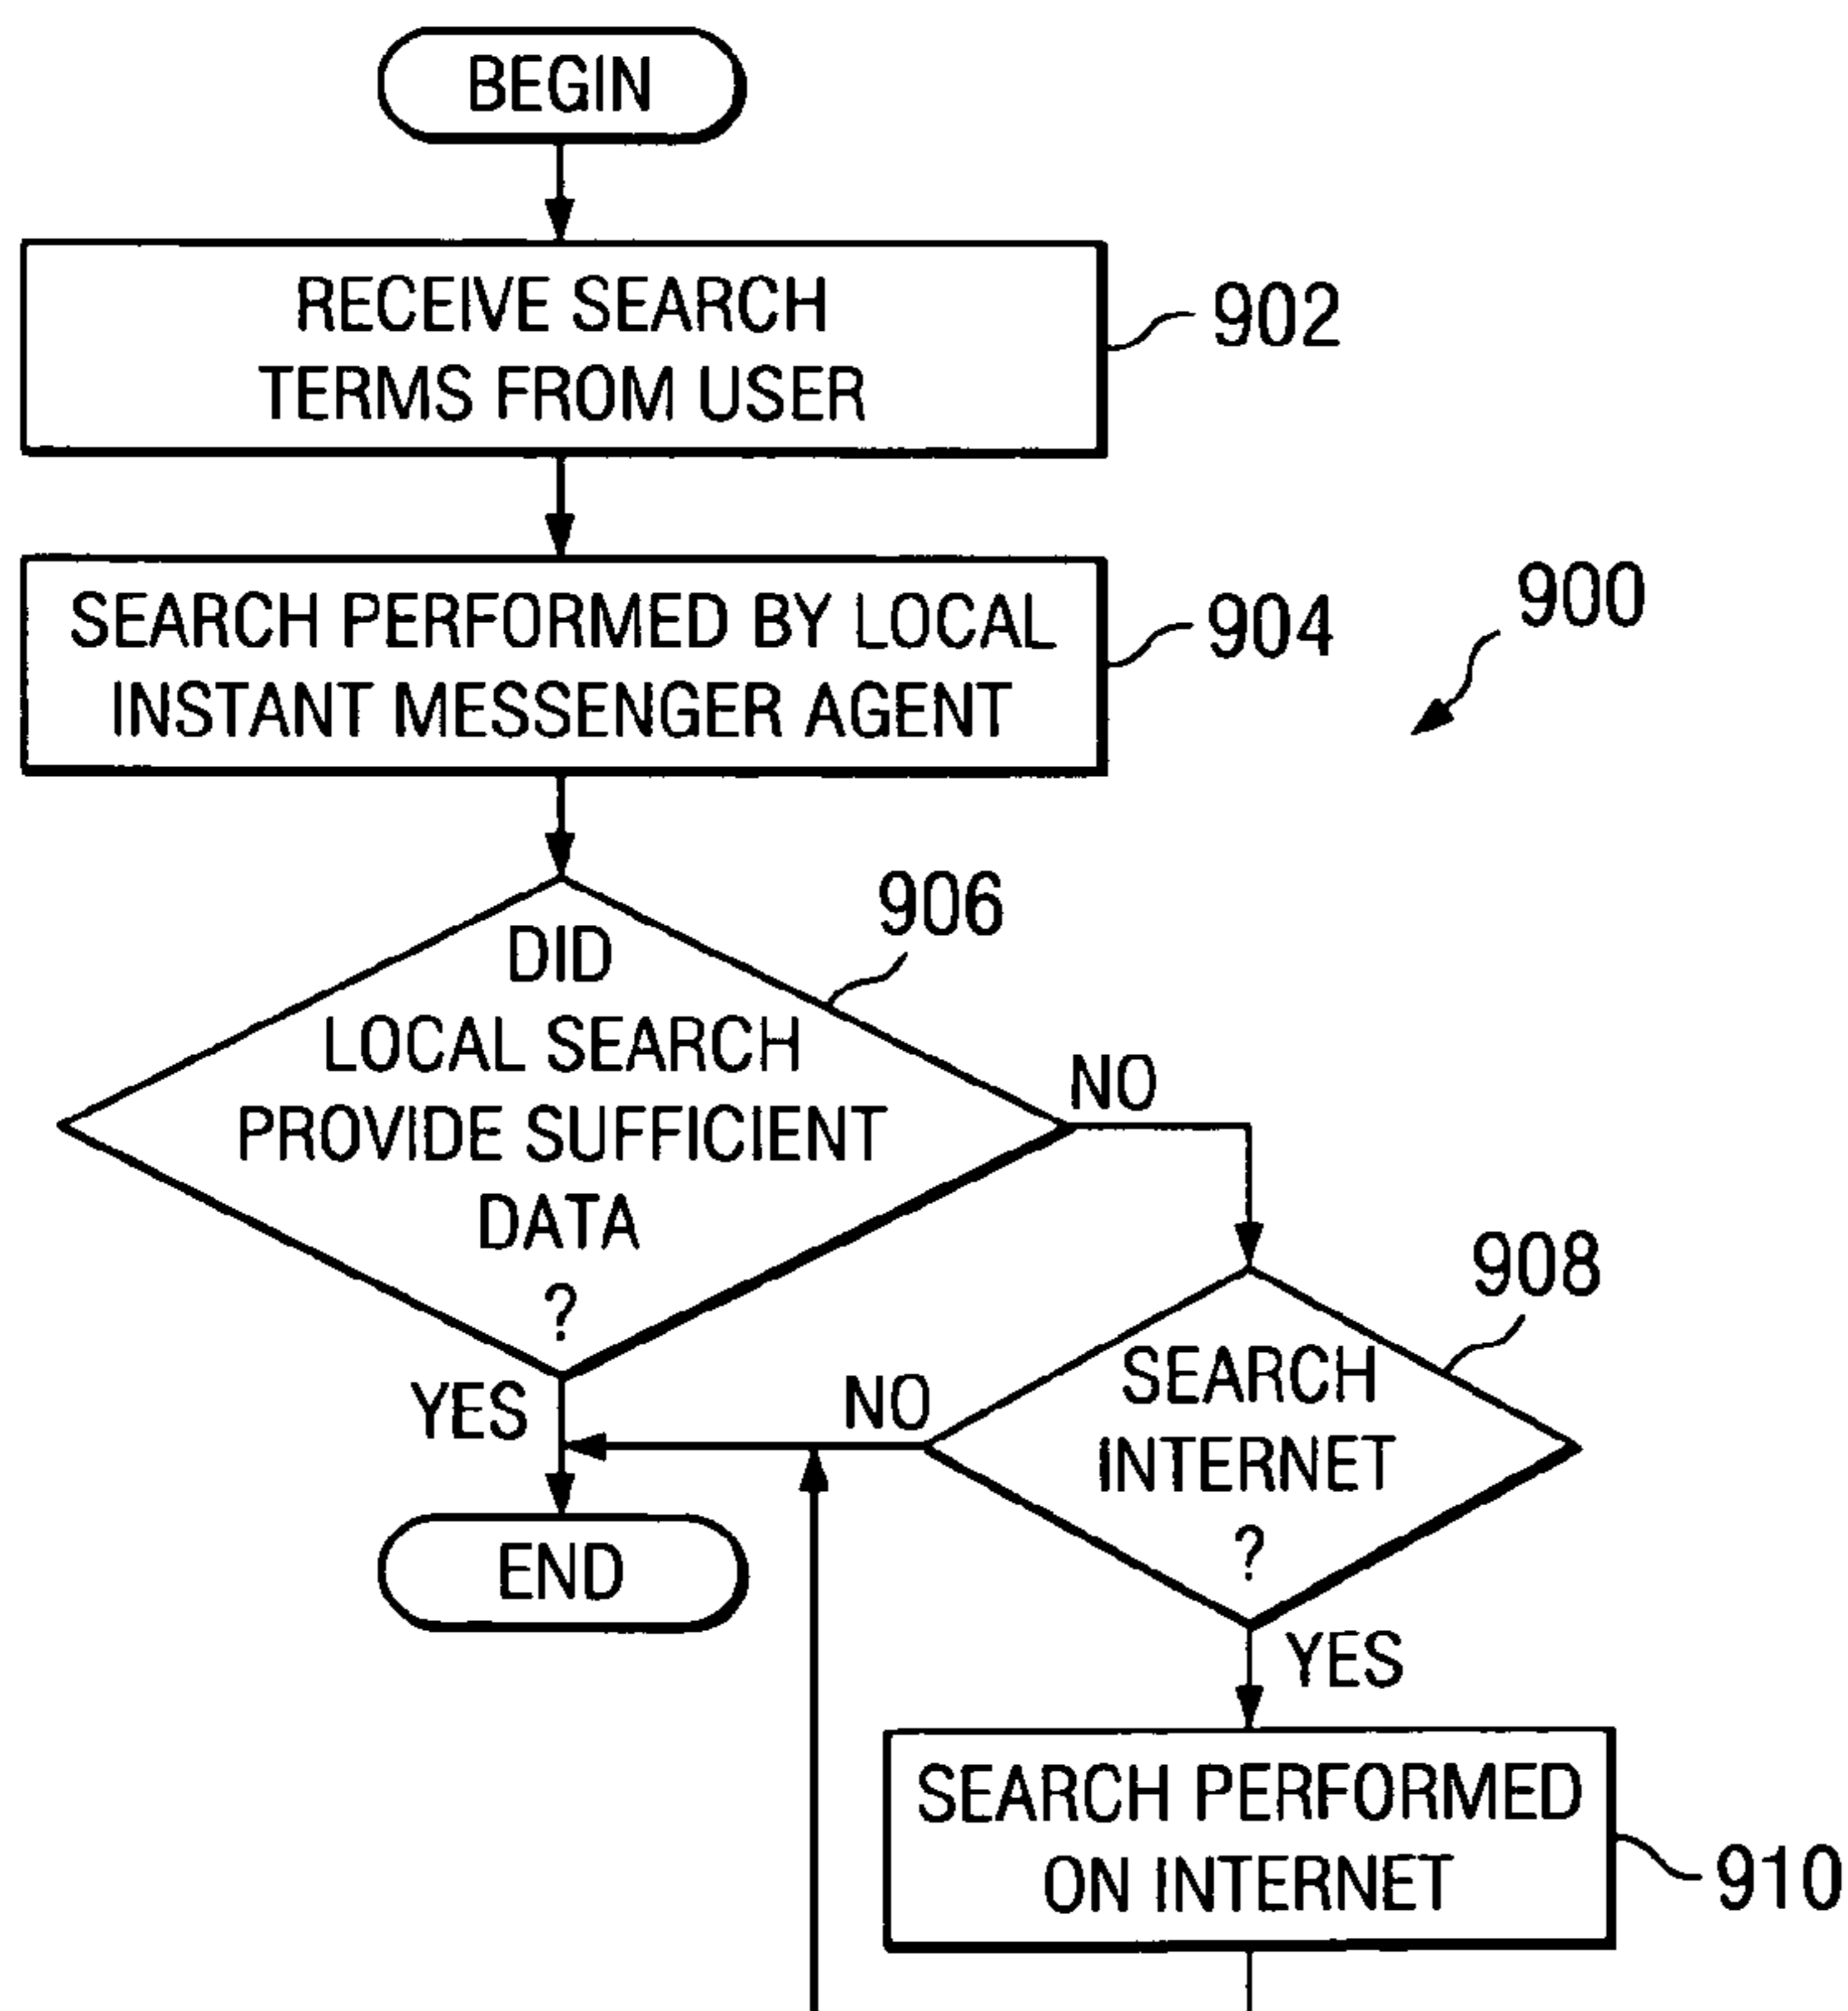 BEGIN
RECEIVE SEARCH
TERMS FROM USER
902
SEARCH PERFORMED BY LOCAL
INSTANT MESSENGER AGENT
904
900
DID
LOCAL SEARCH
PROVIDE SUFFICIENT
DATA
?
906
NO
YES
908
SEARCH
INTERNET
?
NO
END
YES
SEARCH PERFORMED
ON INTERNET
910